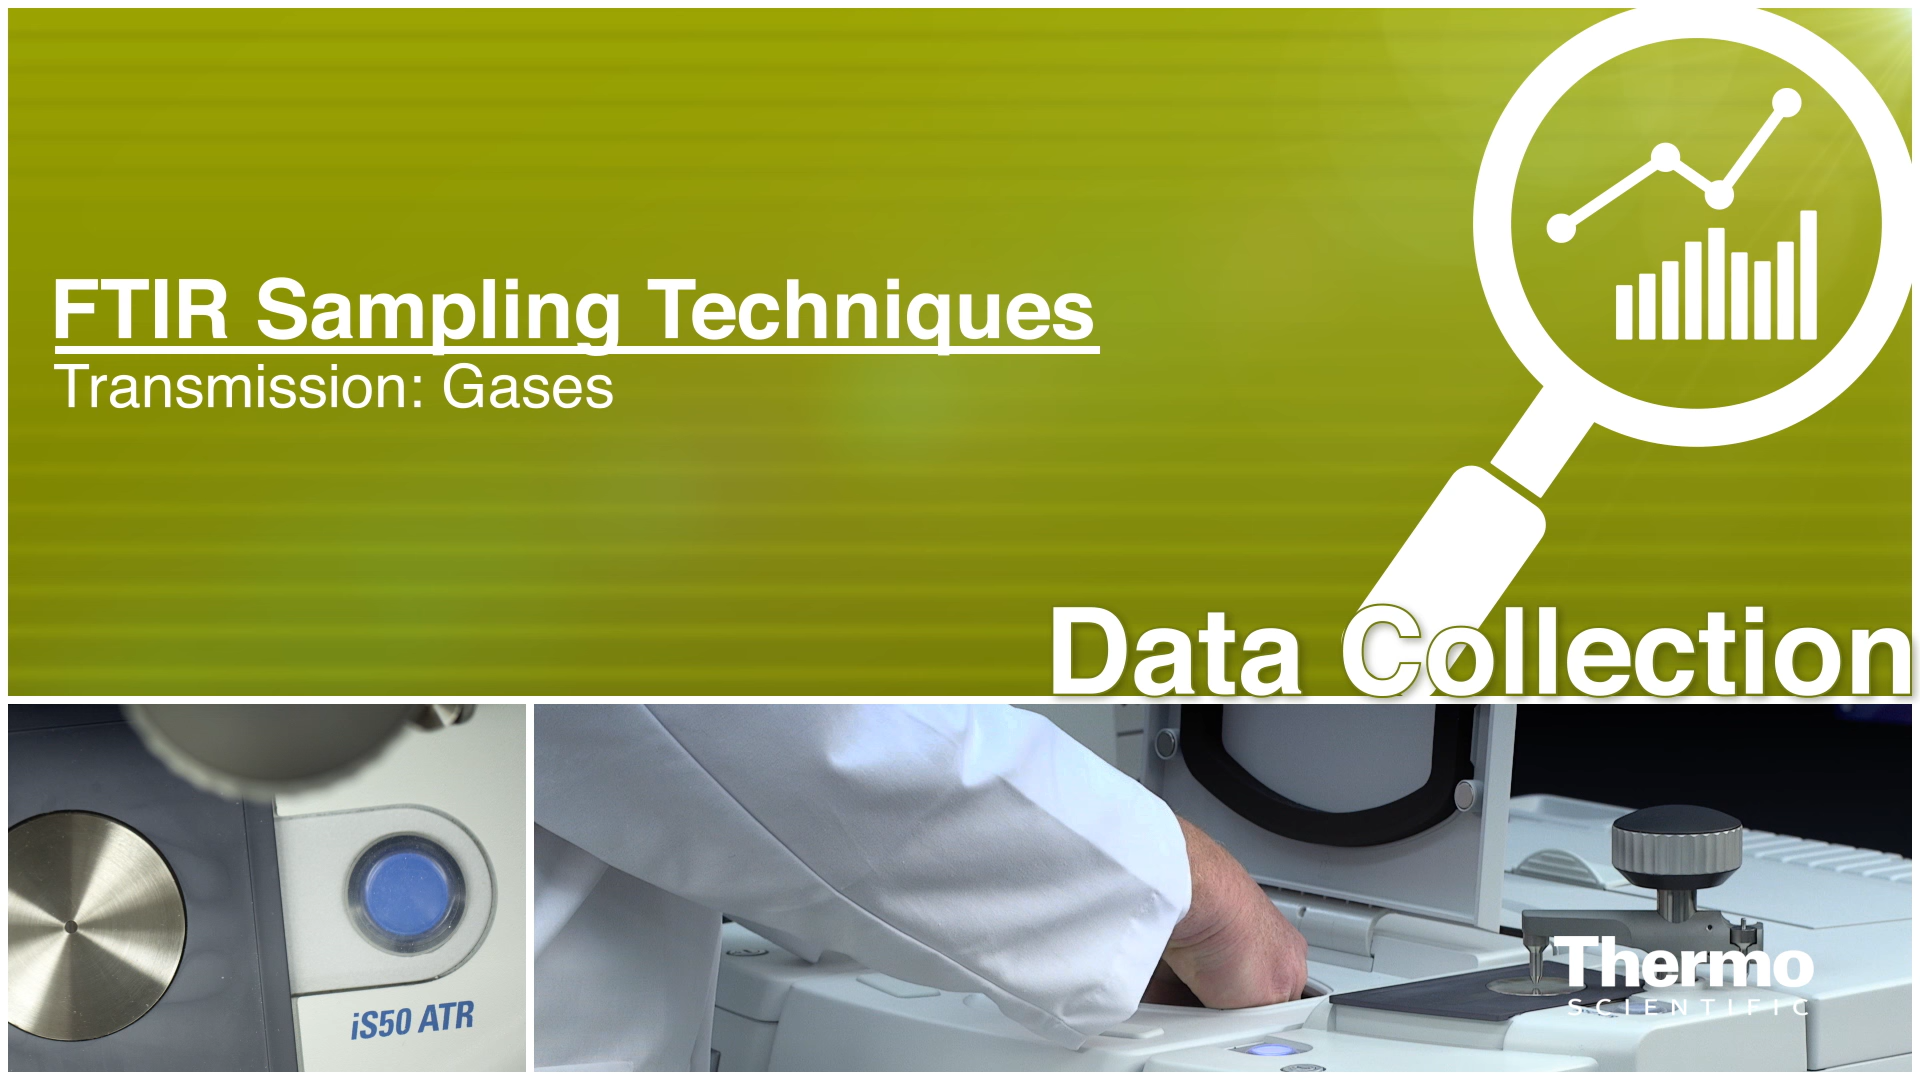 FTIR Sampling Techniques
Transmission: Gases
Data Collection
iS50 ATR
Thermo
SCIENTIFIC